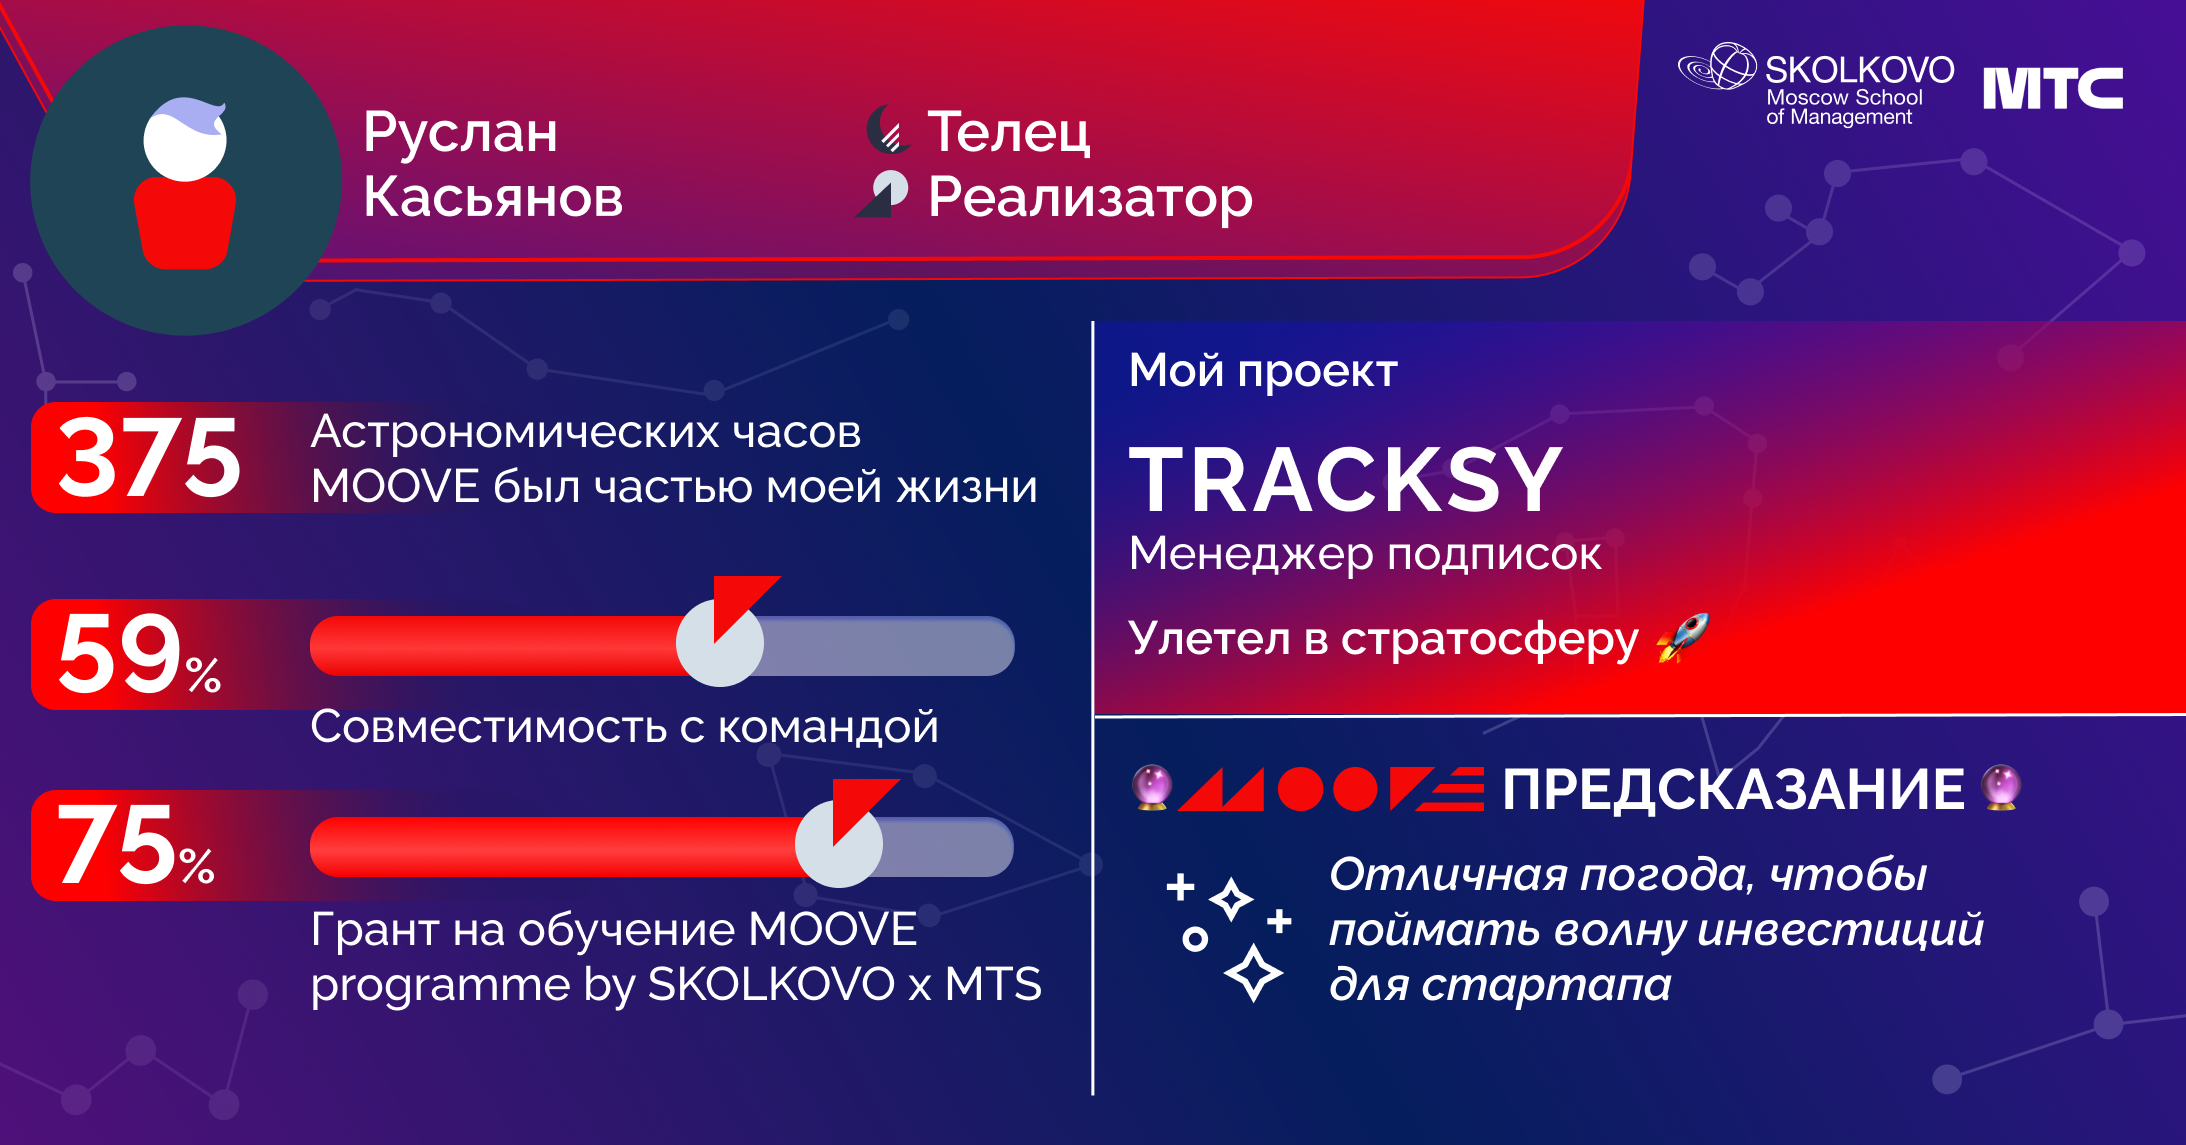 Руслан
Касьянов
Телец
Реализатор
SKOLKOVO
Moscow School
of Management
МТС
375
Астрономических часов
MOOVE был частью моей жизни
59%
Совместимость с командой
75%
Грант на обучение MOOVE
programme by SKOLKOVO x MTS
Мой проект
TRACKSY
Менеджер подписок
Улетел в стратосферу 🚀
🔮 MOOVE ПРЕДСКАЗАНИЕ 🔮
Отличная погода, чтобы
поймать волну инвестиций
для стартапа